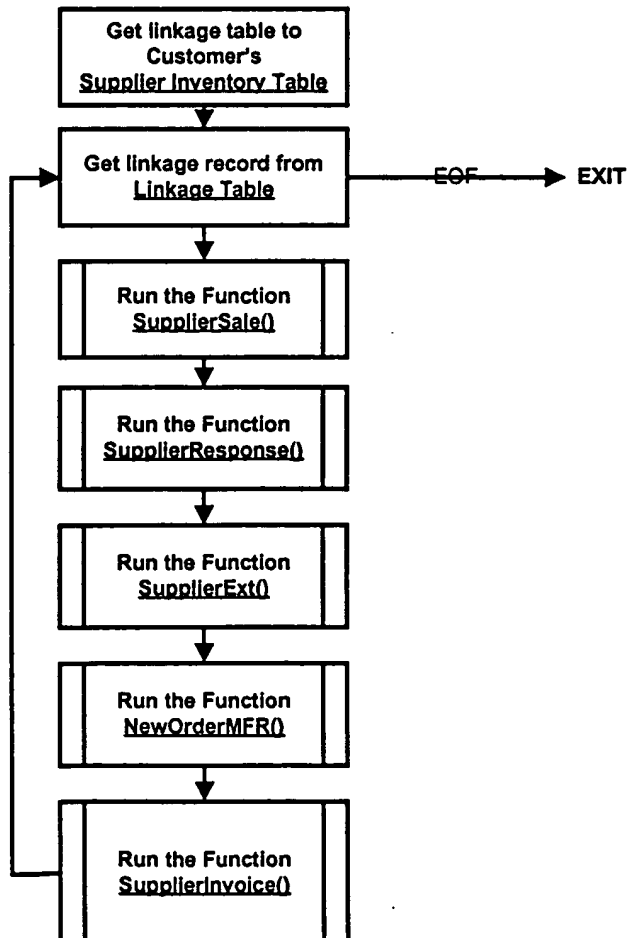 Get linkage table to
Customer's
Supplier Inventory Table
Get linkage record from
Linkage Table
EOF
EXIT
Run the Function
SupplierSale()
Run the Function
SupplierResponse()
Run the Function
SupplierExt()
Run the Function
NewOrderMFR()
Run the Function
SupplierInvoice()